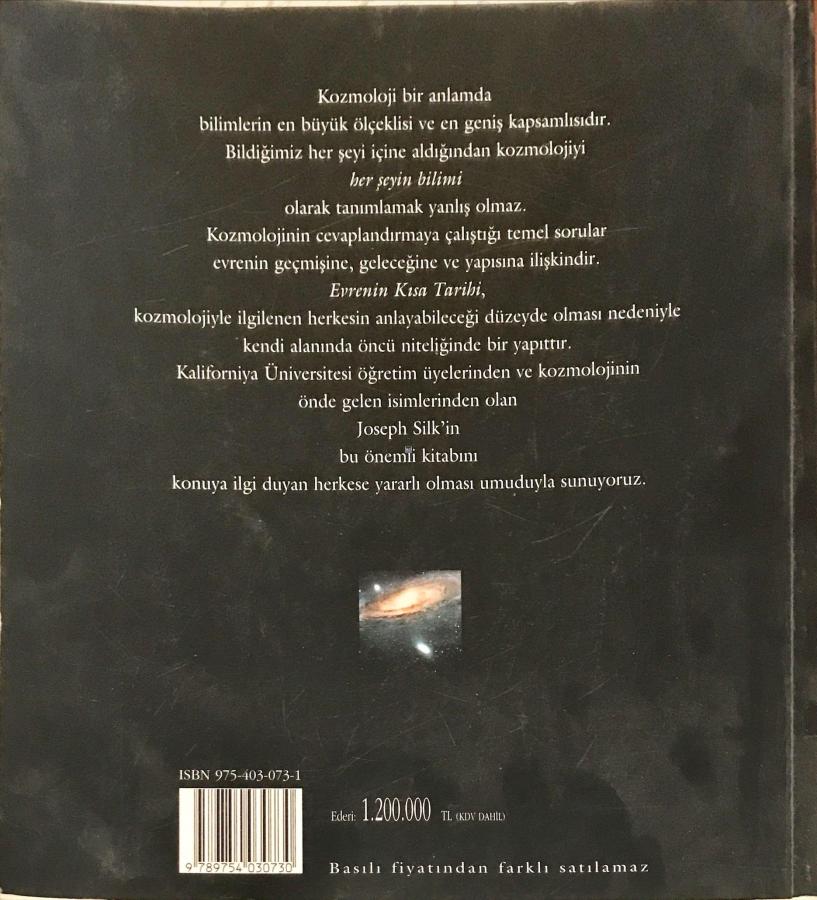 Kozmoloji bir anlamda
bilimlerin en büyük ölçeklisi ve en geniş kapsamlısıdır.
Bildiğimiz her şeyi içine aldığından kozmolojiyi
her şeyin bilimi
olarak tanımlamak yanlış olmaz.
Kozmolojinin cevaplandırmaya çalıştığı temel sorular
evrenin geçmişine, geleceğine ve yapısına ilişkindir.
Evrenin Kısa Tarihi,
kozmolojiyle ilgilenen herkesin anlayabileceği düzeyde olması nedeniyle
kendi alanında öncü niteliğinde bir yapıttır.
Kaliforniya Üniversitesi öğretim üyelerinden ve kozmolojinin
önde gelen isimlerinden olan
Joseph Silk'in
bu önemli kitabını
konuya ilgi duyan herkese yararlı olması umuduyla sunuyoruz.
ISBN 975-403-073-1
9 789754 030730
Ederi: 1.200.000 TL (KDV DAHİL)
Basılı fiyatından farklı satılamaz